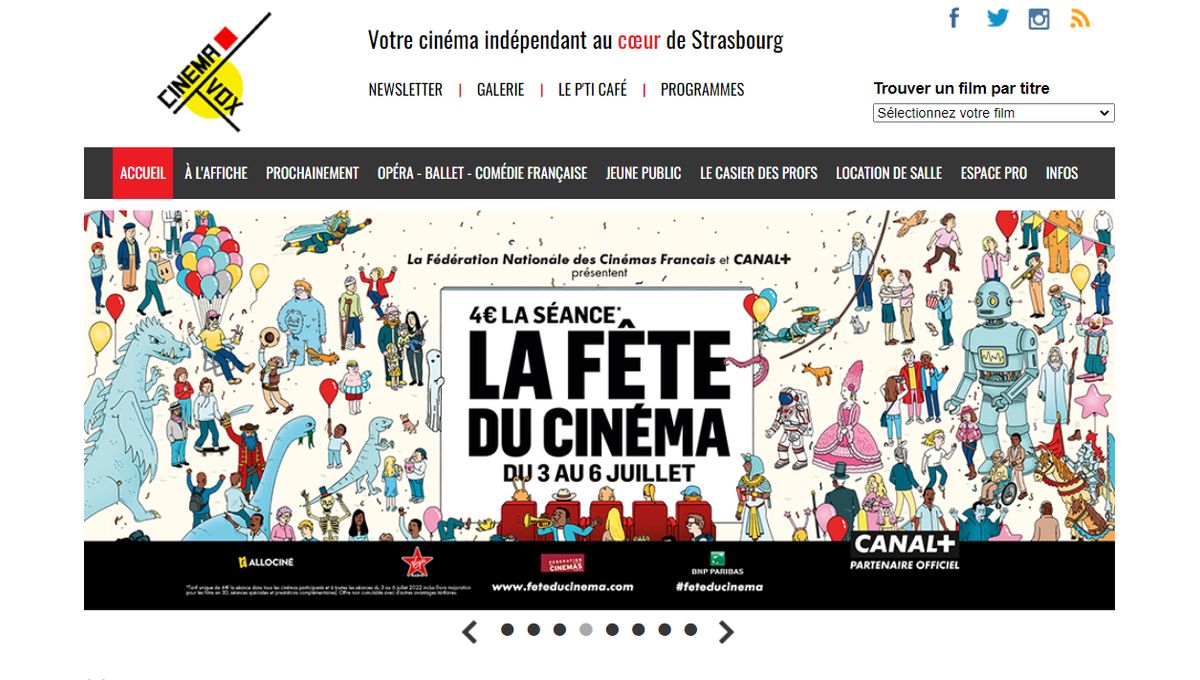 CINEMA
VOX
Votre cinéma indépendant au cœur de Strasbourg
NEWSLETTER | GALERIE | LE P'TI CAFÉ | PROGRAMMES
Trouver un film par titre
Sélectionnez votre film
ACCUEIL À L'AFFICHE PROCHAINEMENT OPÉRA - BALLET - COMÉDIE FRANÇAISE JEUNE PUBLIC LE CASIER DES PROFS LOCATION DE SALLE ESPACE PRO INFOS
La Fédération Nationale des Cinémas Français et CANAL+
présentent
4€ LA SÉANCE*
LA FÊTE
DU CINÉMA
DU 3 AU 6 JUILLET
CANAL+
PARTENAIRE OFFICIEL
ALLOCINÉ
Virgin
FEDERATION
CINEMAS
BNP PARIBAS
www.feteducinema.com
#feteducinema
*Tarif unique de 4€ la séance dans tous les cinémas participants et à toutes les séances du 3 au 6 juillet 2022 inclus (hors majoration
pour les films en 3D, séances spéciales et prestations complémentaires). Offre non cumulable avec d'autres avantages tarifaires.